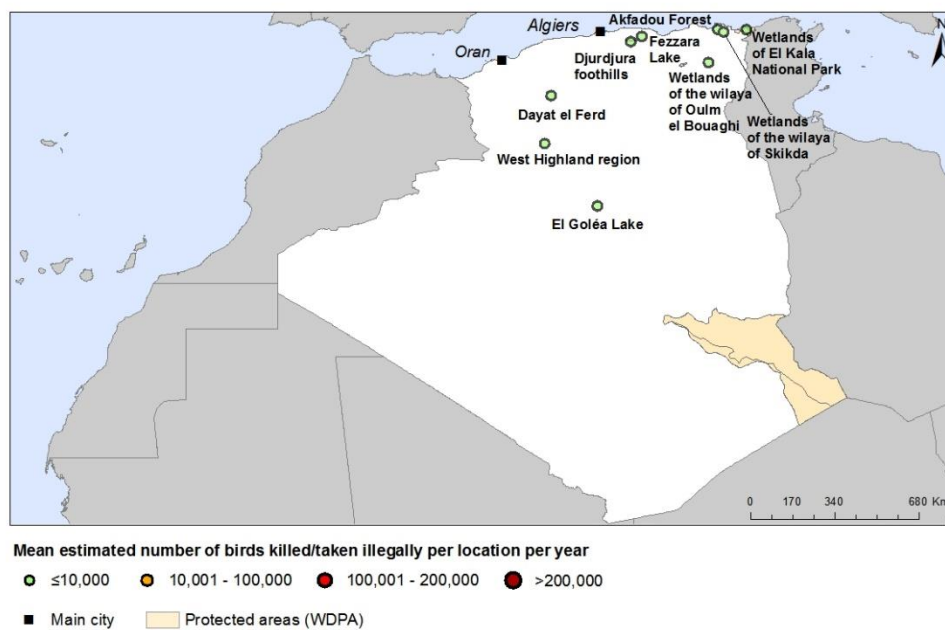 N
Algiers
Oran
Akfadou Forest
Djurdjura
foothills
Fezzara
Lake
Wetlands
of El Kala
National Park
Wetlands
of the wilaya
of Oulm
el Bouaghi
Wetlands
of the wilaya
of Skikda
Dayat el Ferd
West Highland region
El Goléa Lake
0 170 340 680 Km
Mean estimated number of birds killed/taken illegally per location per year
≤10,000 10,001 - 100,000 100,001 - 200,000 >200,000
Main city Protected areas (WDPA)